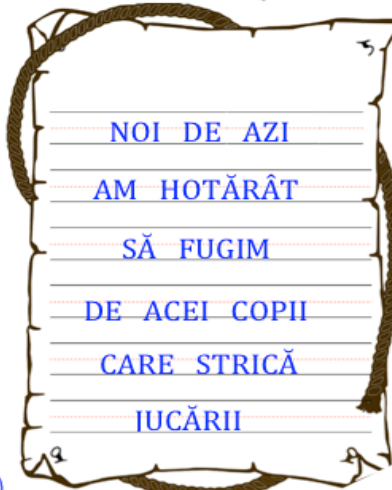 NOI DE AZI
AM HOTĂRÂT
SĂ FUGIM
DE ACEI COPII
CARE STRICĂ
JUCĂRII